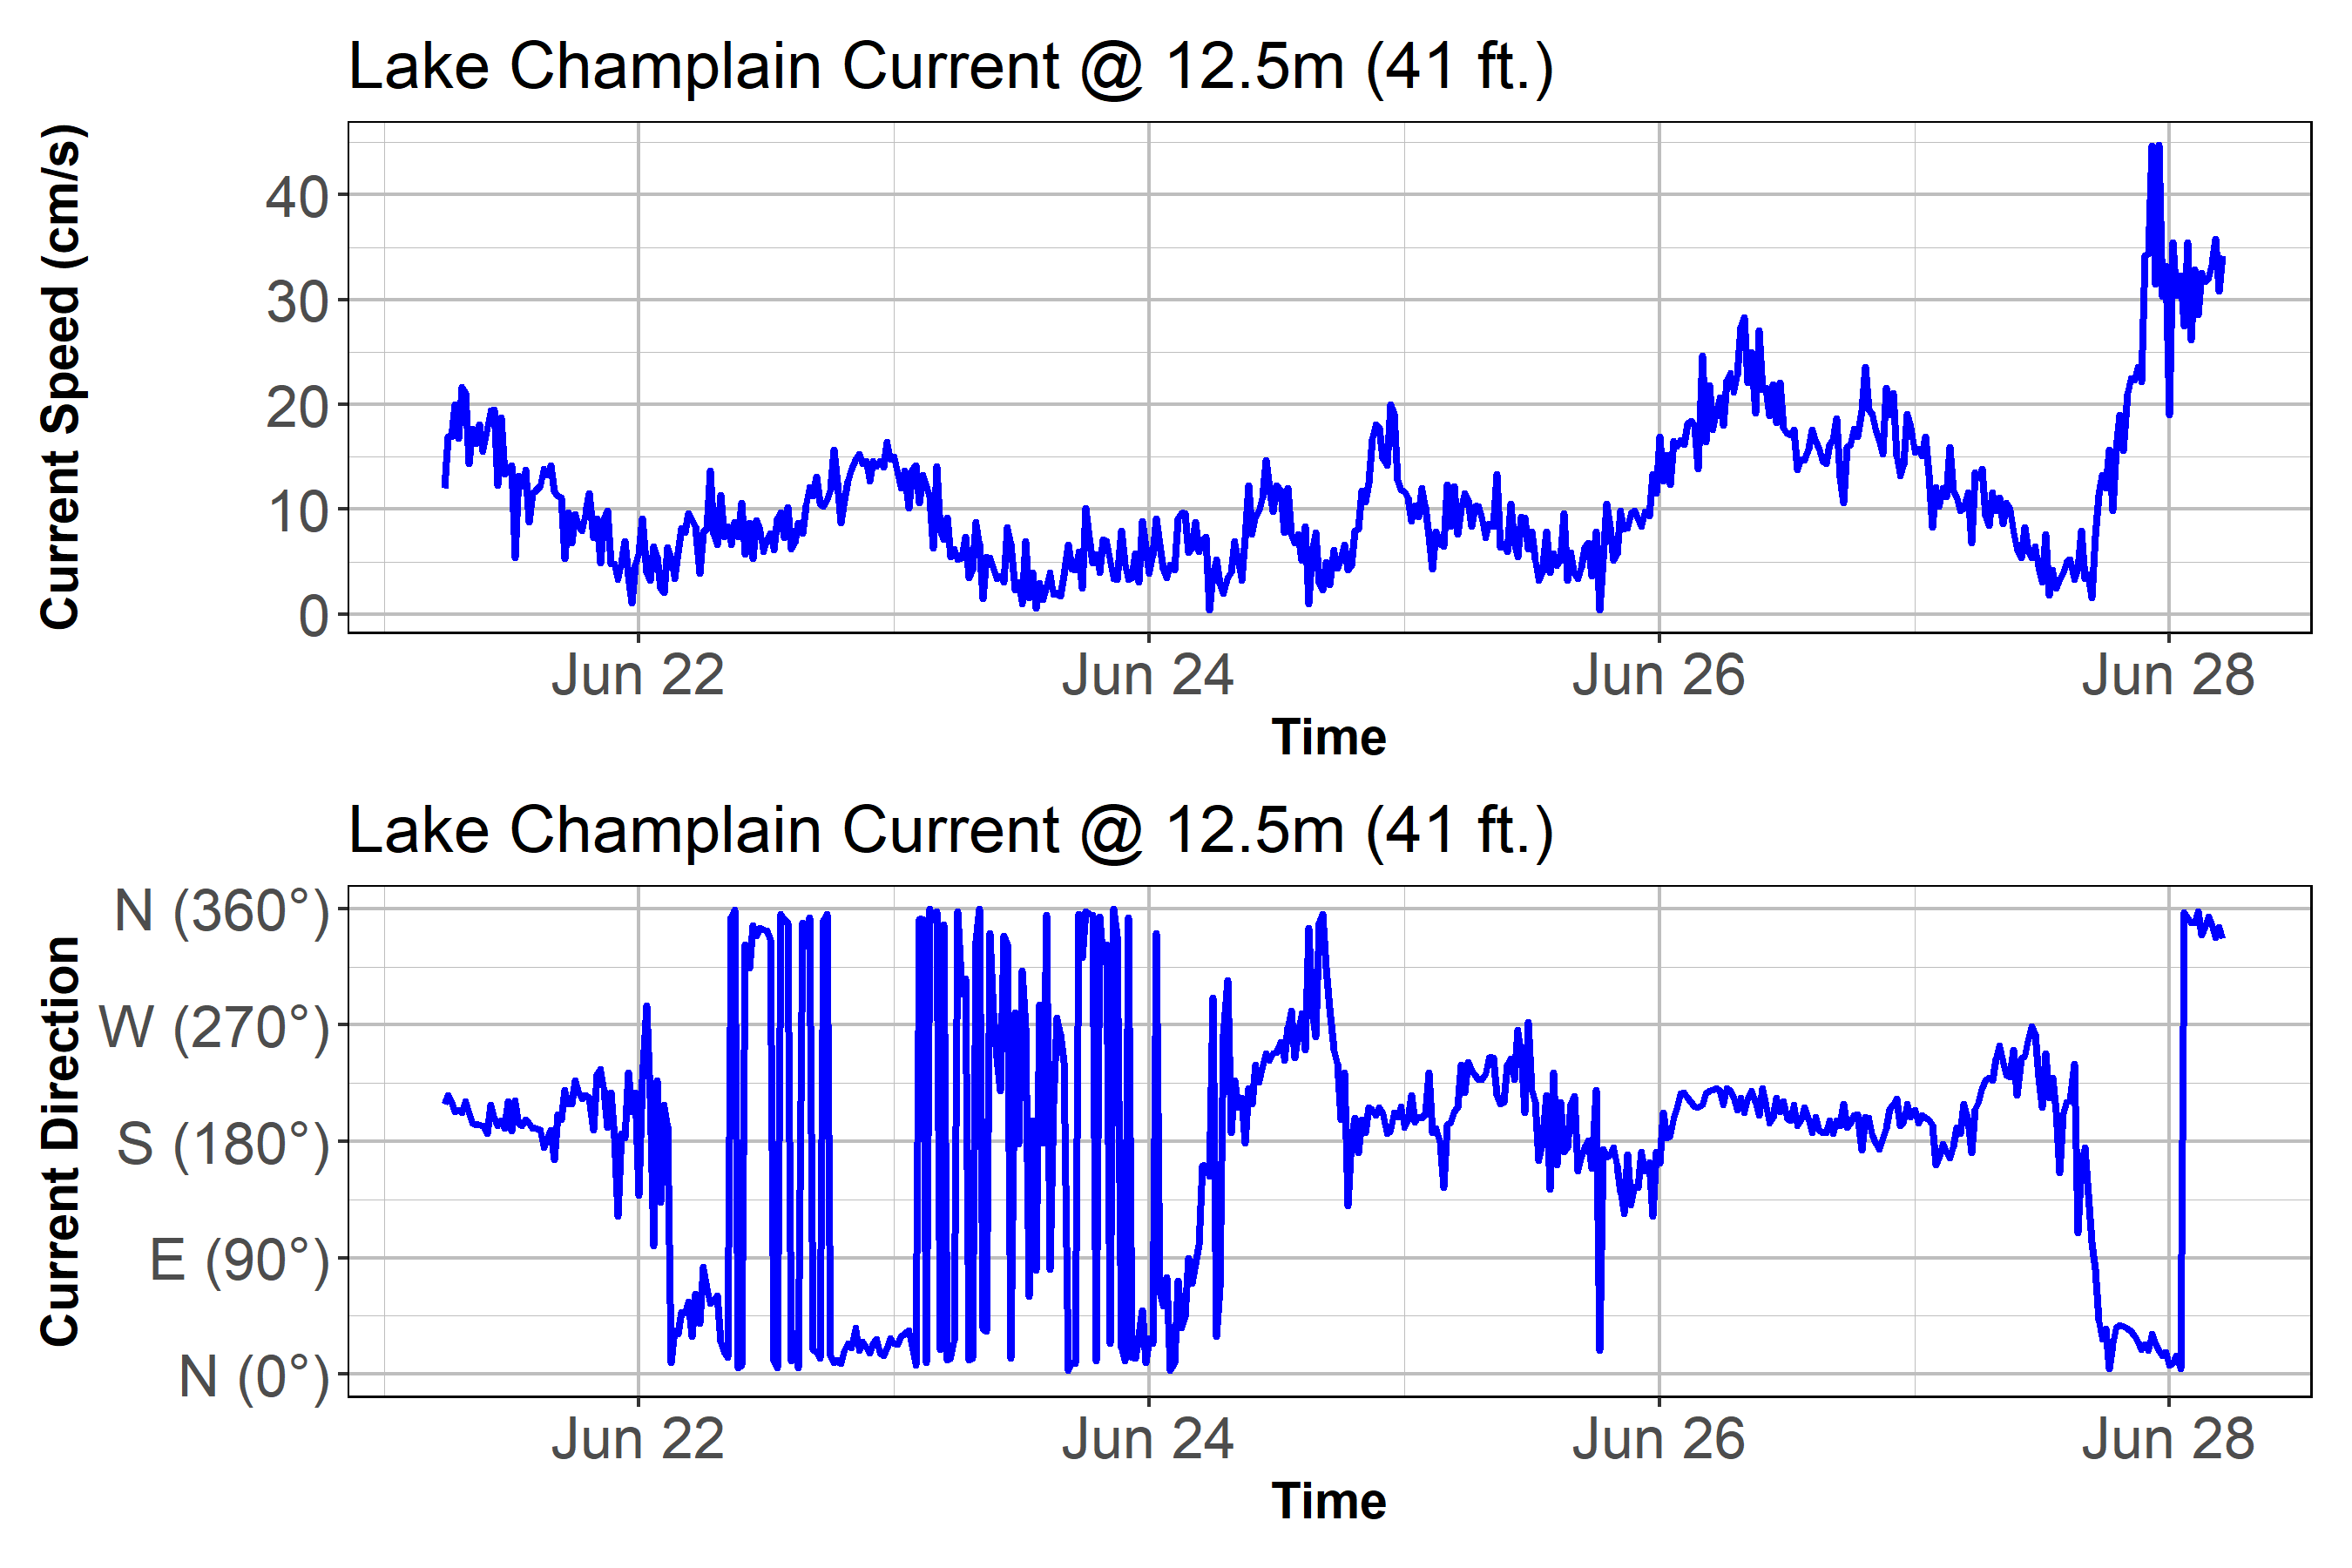 Lake Champlain Current @ 12.5m (41 ft.)
Current Speed (cm/s)
40
30
20
10
0
Jun 22 Jun 24 Jun 26 Jun 28
Time
Lake Champlain Current @ 12.5m (41 ft.)
Current Direction
N (360°)
W (270°)
S (180°)
E (90°)
N (0°)
Jun 22 Jun 24 Jun 26 Jun 28
Time